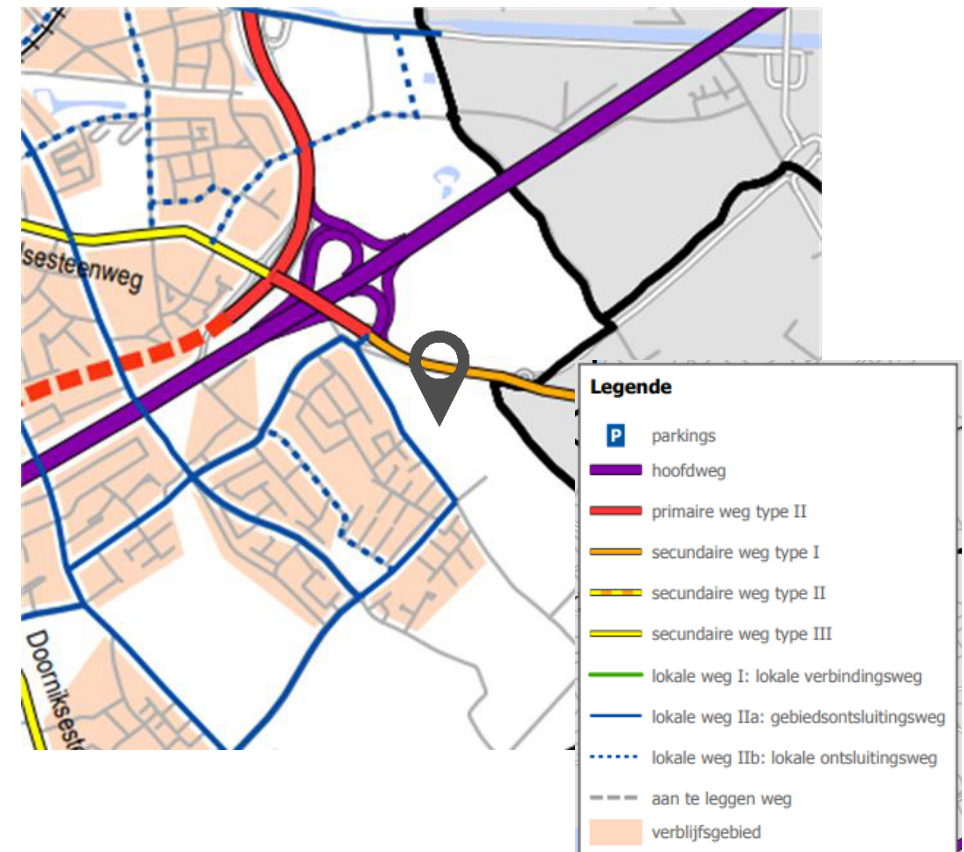 lsesteenweg
Doorniksest
Legende
P parkings
hoofdweg
primaire weg type II
secundaire weg type I
secundaire weg type II
secundaire weg type III
lokale weg I: lokale verbindingsweg
lokale weg IIa: gebiedsontsluitingsweg
lokale weg IIb: lokale ontsluitingsweg
aan te leggen weg
verblijfsgebied